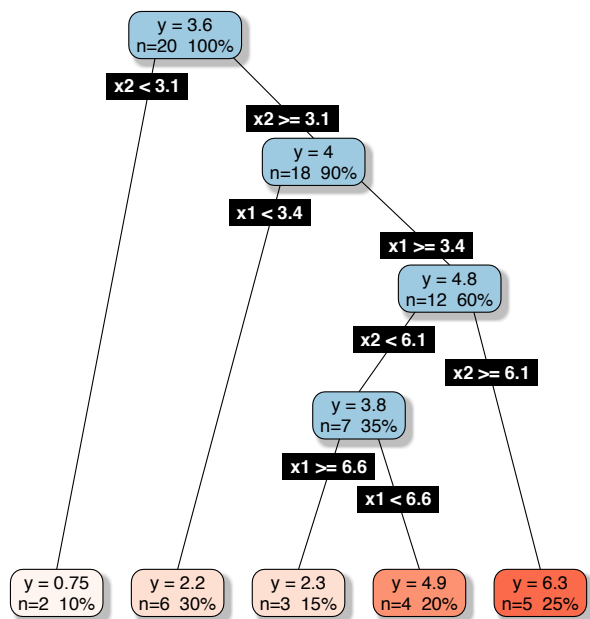 y = 3.6
n=20 100%
x2 < 3.1
x2 >= 3.1
y = 4
n=18 90%
x1 < 3.4
x1 >= 3.4
y = 4.8
n=12 60%
x2 < 6.1
x2 >= 6.1
y = 3.8
n=7 35%
x1 >= 6.6
x1 < 6.6
y = 0.75
n=2 10%
y = 2.2
n=6 30%
y = 2.3
n=3 15%
y = 4.9
n=4 20%
y = 6.3
n=5 25%